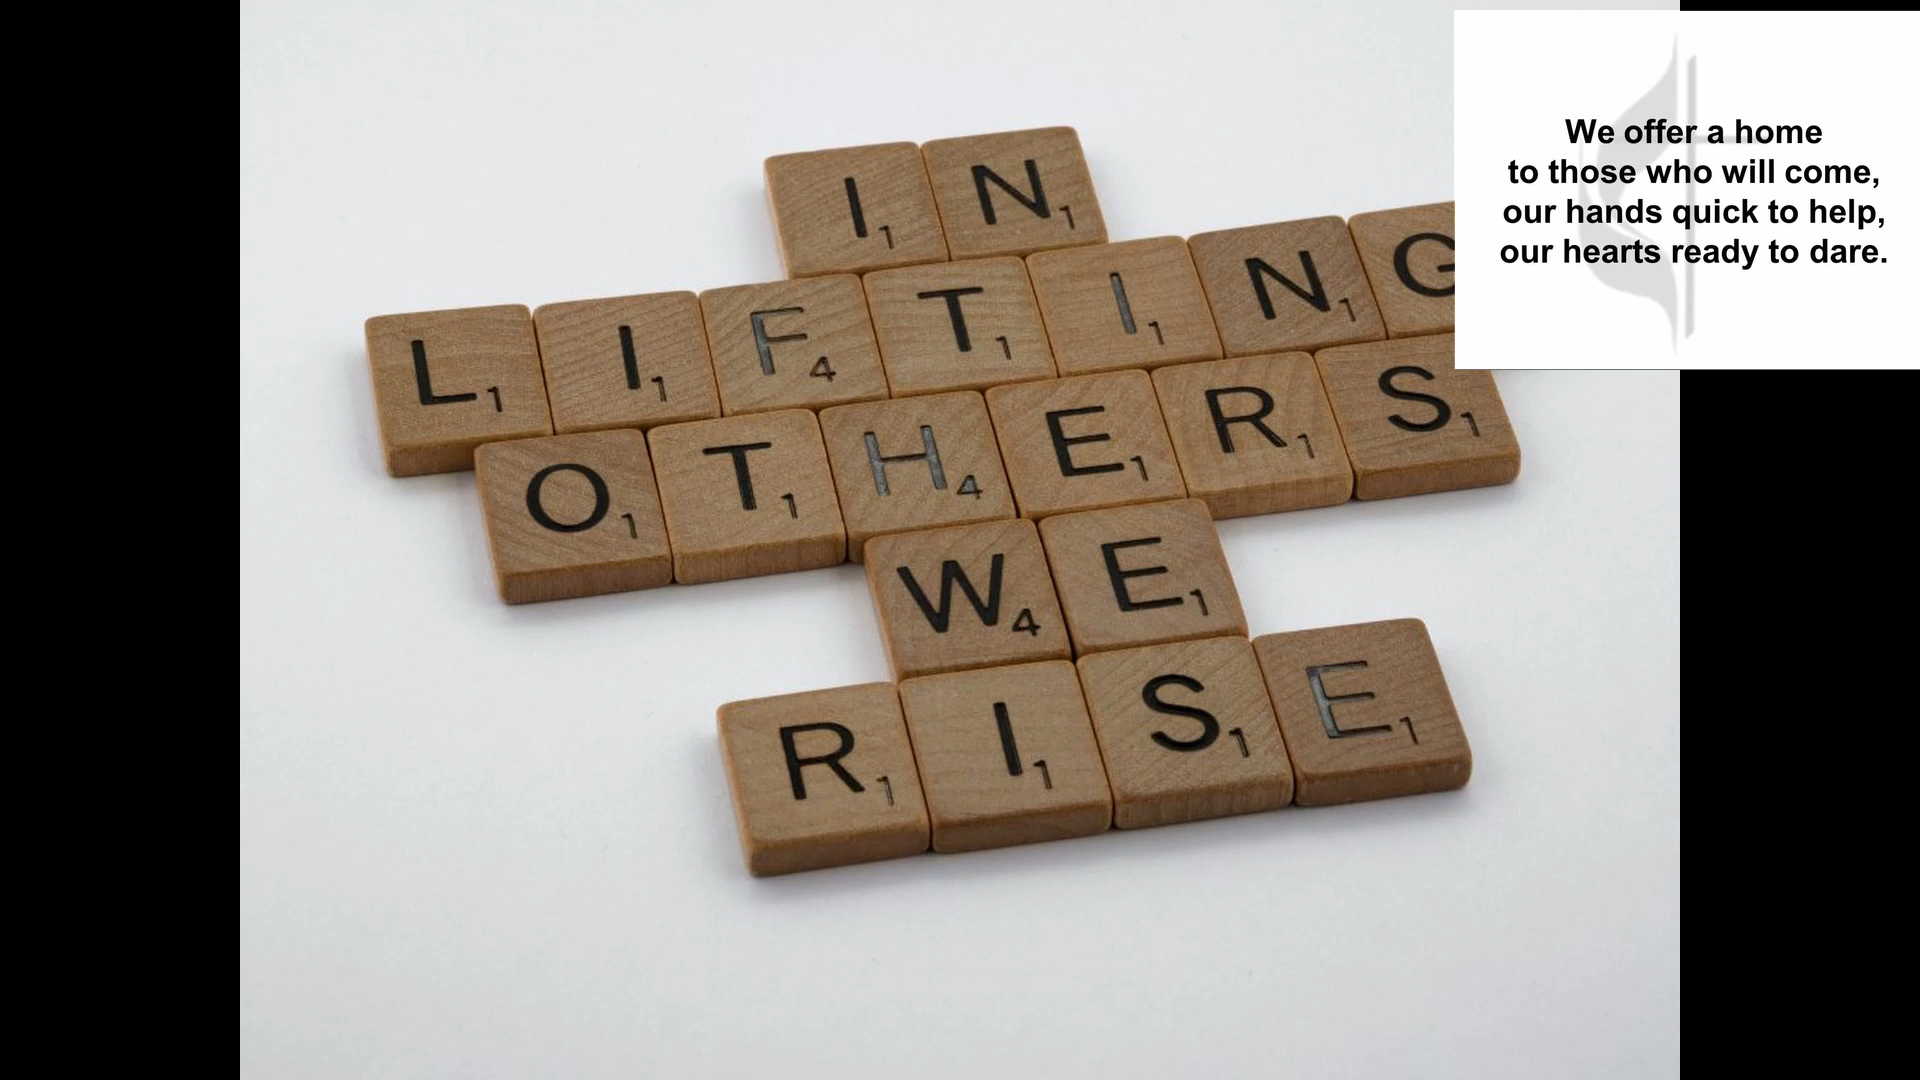 IN
LIFTING
OTHERS
WE
RISE
We offer a home
to those who will come,
our hands quick to help,
our hearts ready to dare.